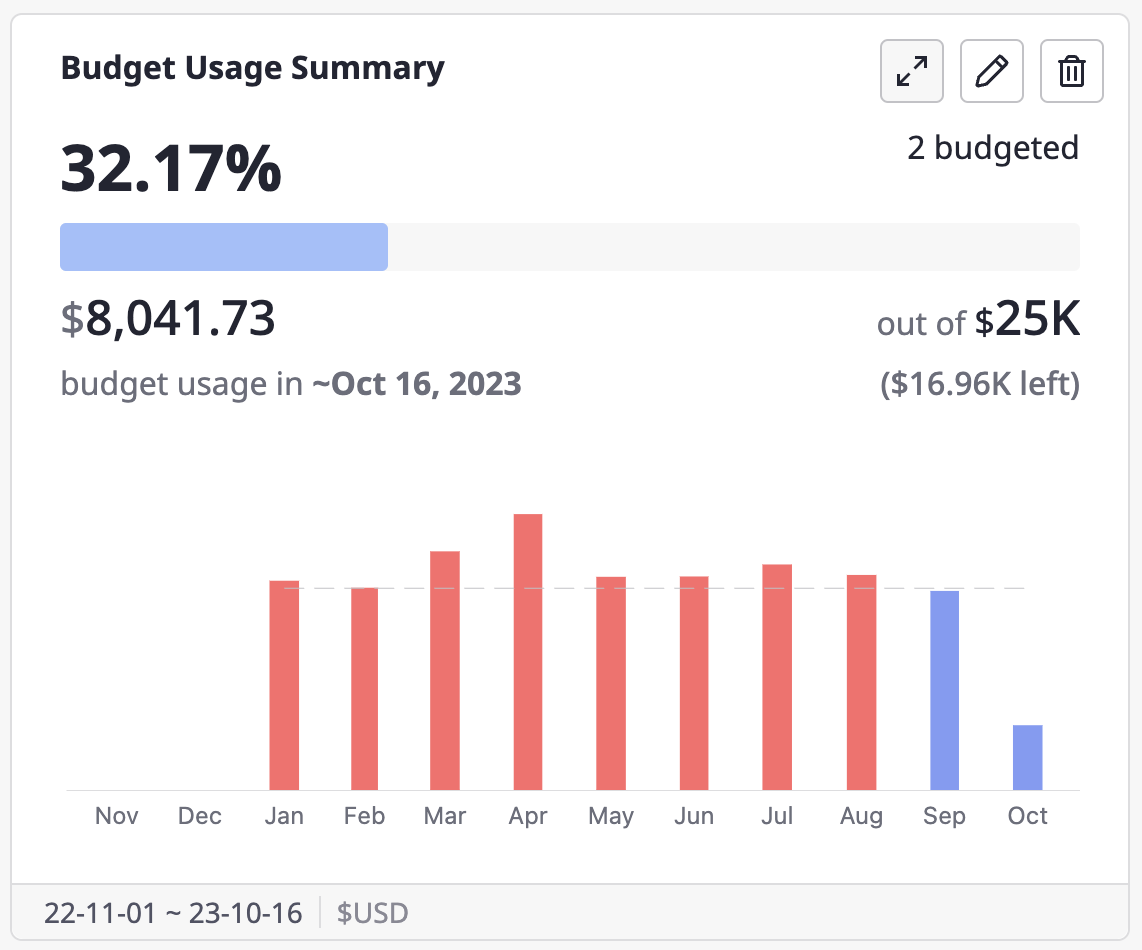 Budget Usage Summary
32.17%
2 budgeted
$8,041.73
out of $25K
budget usage in ~Oct 16, 2023
($16.96K left)
Nov Dec Jan Feb Mar Apr May Jun Jul Aug Sep Oct
22-11-01 ~ 23-10-16 $USD